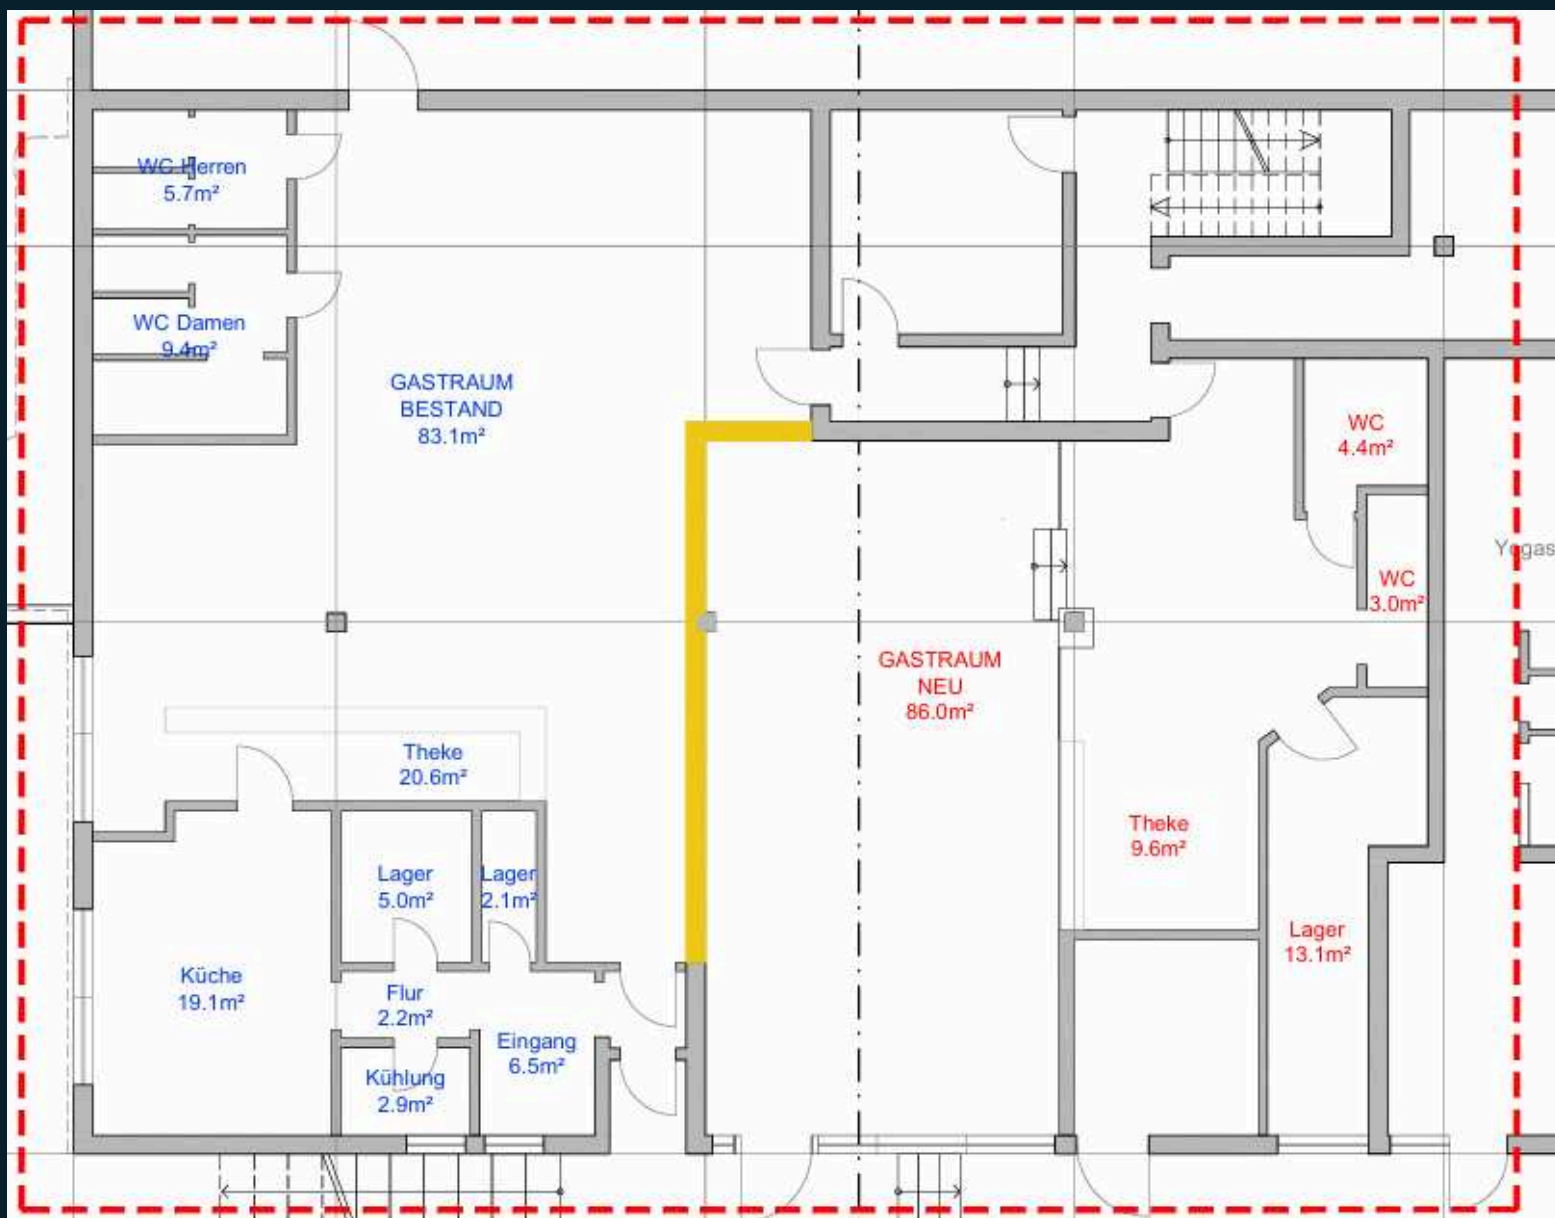 WC Herren
5.7m²
WC Damen
9.4m²
GASTRAUM
BESTAND
83.1m²
WC
4.4m²
WC
3.0m²
Yogas
GASTRAUM
NEU
86.0m²
Theke
20.6m²
Theke
9.6m²
Lager
5.0m²
Lager
2.1m²
Lager
13.1m²
Küche
19.1m²
Flur
2.2m²
Eingang
6.5m²
Kühlung
2.9m²